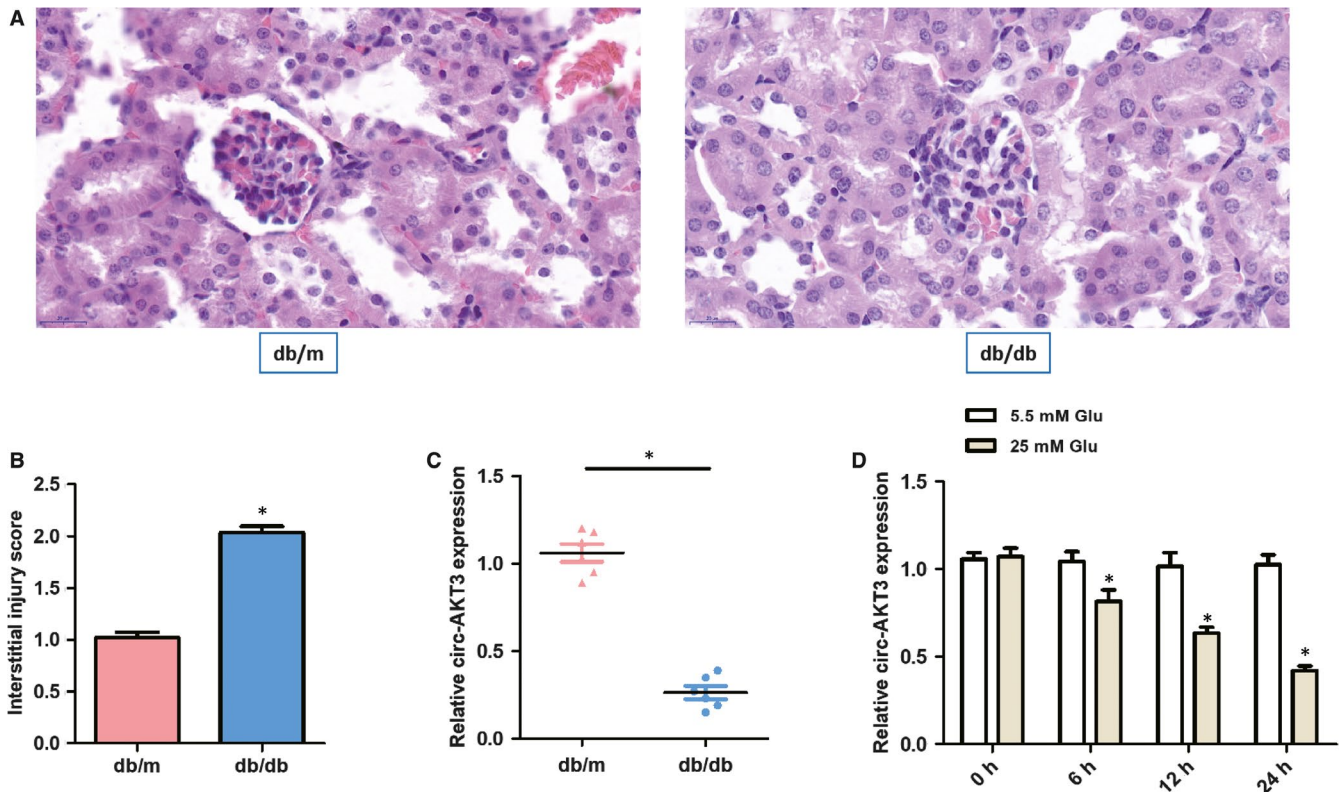 A
db/m
db/db
5.5 mM Glu
25 mM Glu
B
Interstitial injury score
2.5
2.0
1.5
1.0
0.5
0.0
*
db/m
db/db
C
Relative circ-AKT3 expression
1.5
1.0
0.5
0.0
*
db/m
db/db
D
Relative circ-AKT3 expression
1.5
1.0
0.5
0.0
*
*
*
0 h
6 h
12 h
24 h